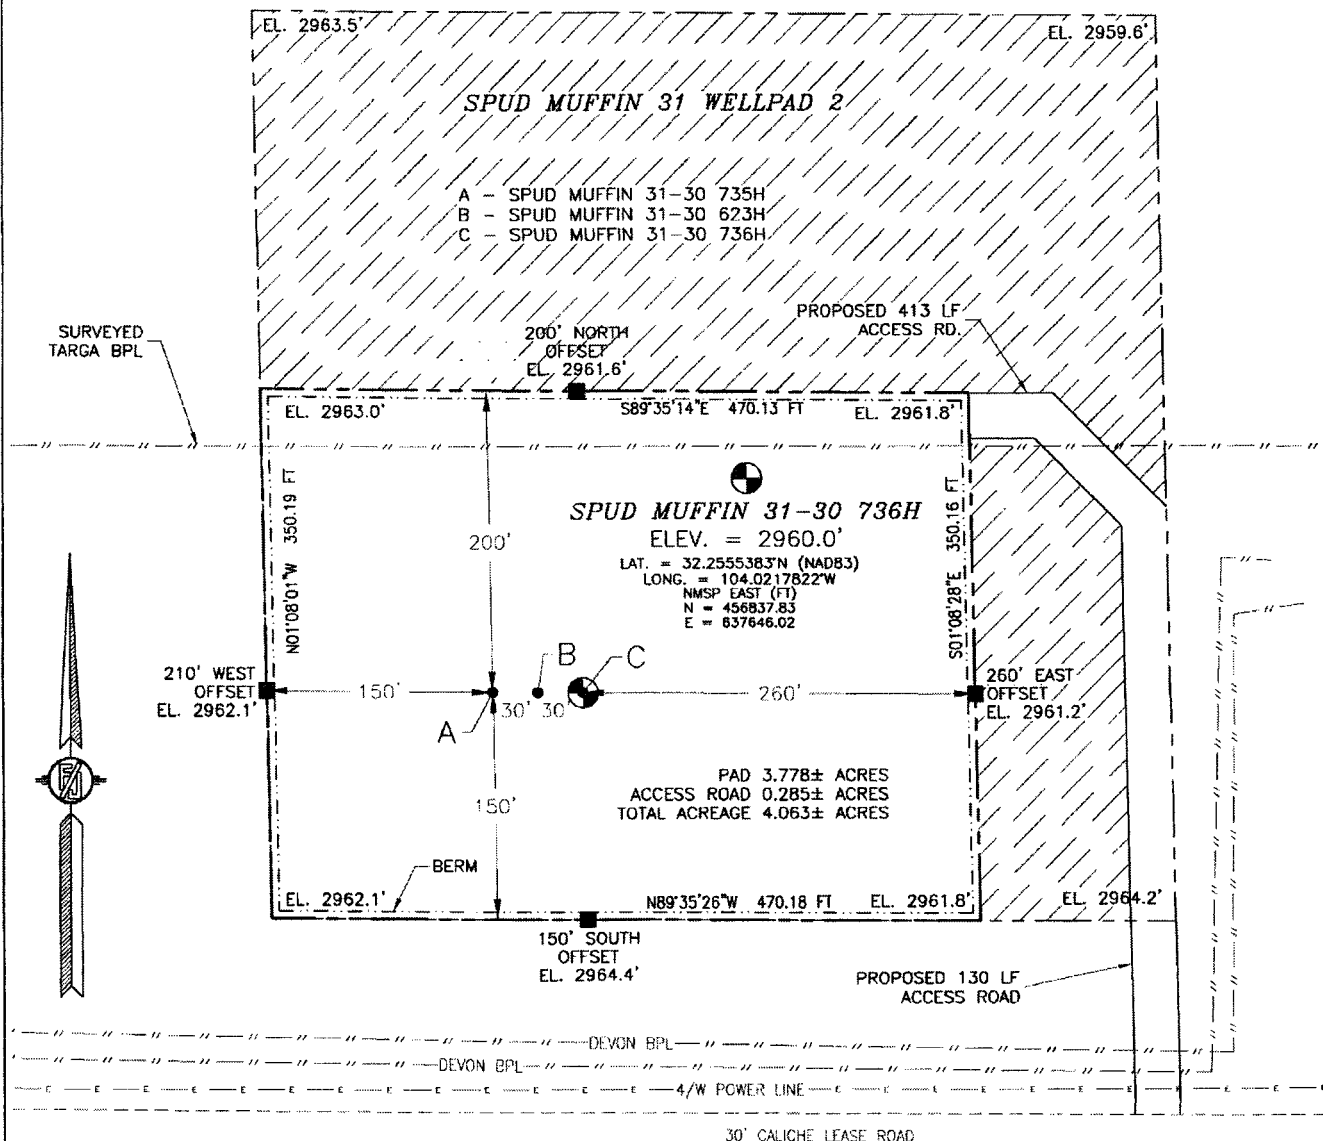 EL. 2963.5'
EL. 2959.6'
SPUD MUFFIN 31 WELLPAD 2
A - SPUD MUFFIN 31-30 735H
B - SPUD MUFFIN 31-30 623H
C - SPUD MUFFIN 31-30 736H
SURVEYED
TARGA BPL
200' NORTH
OFFSET
EL. 2961.6'
PROPOSED 413 LF
ACCESS RD.
EL. 2963.0'
S89°35'14"E 470.13 FT
EL. 2961.8'
N01°08'01"W 350.19 FT
200'
SPUD MUFFIN 31-30 736H
ELEV. = 2960.0'
LAT. = 32.2555383°N (NAD83)
LONG. = 104.0217822°W
NMSP EAST (FT)
N = 456837.83
E = 637646.02
S01°08'28"E 350.16 FT
210' WEST
OFFSET
EL. 2962.1'
150'
A
B
C
30'
30'
260'
260' EAST
OFFSET
EL. 2961.2'
150'
PAD 3.778± ACRES
ACCESS ROAD 0.285± ACRES
TOTAL ACREAGE 4.063± ACRES
BERM
EL. 2962.1'
N89°35'26"W 470.18 FT
EL. 2961.8'
EL. 2964.2'
150' SOUTH
OFFSET
EL. 2964.4'
PROPOSED 130 LF
ACCESS ROAD
DEVON BPL
DEVON BPL
4/W POWER LINE
30' CALICHE LEASE ROAD